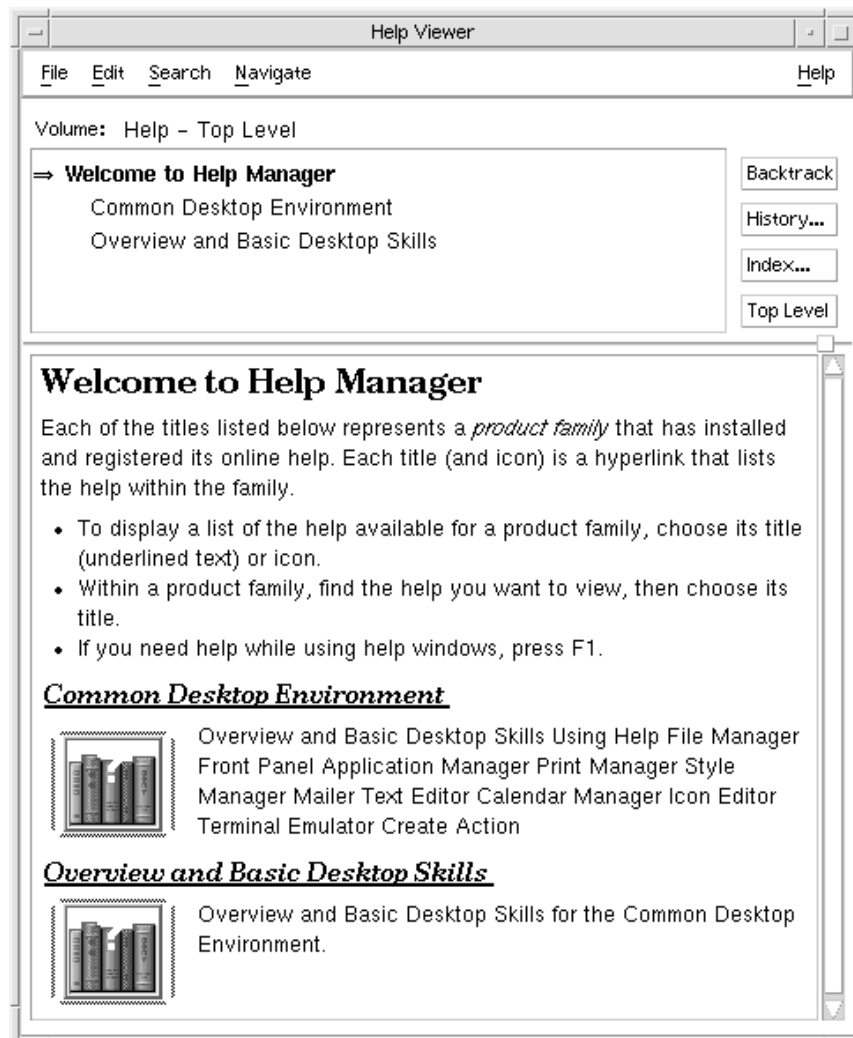 Help Viewer
File Edit Search Navigate Help
Volume: Help – Top Level
⇒ Welcome to Help Manager
Common Desktop Environment
Overview and Basic Desktop Skills
Backtrack
History...
Index...
Top Level
Welcome to Help Manager
Each of the titles listed below represents a product family that has installed
and registered its online help. Each title (and icon) is a hyperlink that lists
the help within the family.
• To display a list of the help available for a product family, choose its title
(underlined text) or icon.
• Within a product family, find the help you want to view, then choose its
title.
• If you need help while using help windows, press F1.
Common Desktop Environment
Overview and Basic Desktop Skills Using Help File Manager
Front Panel Application Manager Print Manager Style
Manager Mailer Text Editor Calendar Manager Icon Editor
Terminal Emulator Create Action
Overview and Basic Desktop Skills
Overview and Basic Desktop Skills for the Common Desktop
Environment.